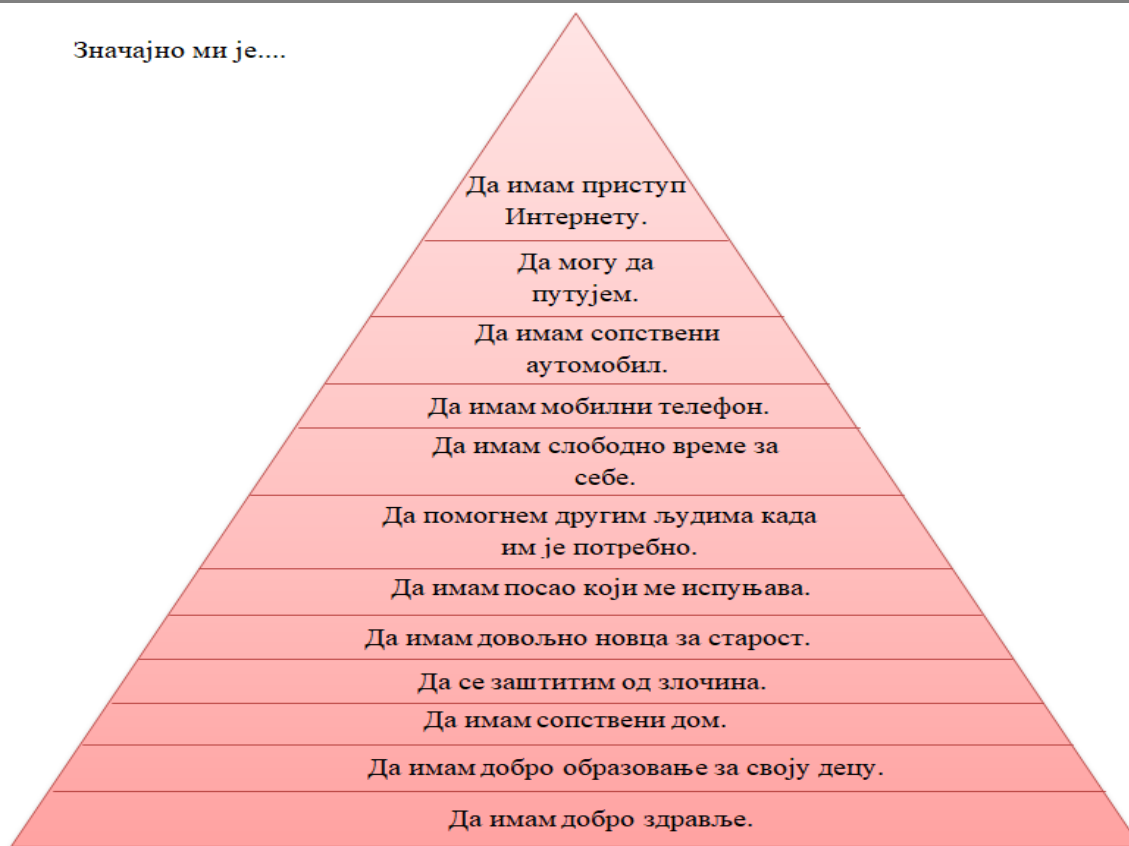 Значајно ми је....
Да имам приступ
Интернету.
Да могу да
путујем.
Да имам сопствени
аутомобил.
Да имам мобилни телефон.
Да имам слободно време за
себе.
Да помогнем другим људима када
им је потребно.
Да имам посао који ме испуњава.
Да имам довољно новца за старост.
Да се заштитим од злочина.
Да имам сопствени дом.
Да имам добро образовање за своју децу.
Да имам добро здравље.